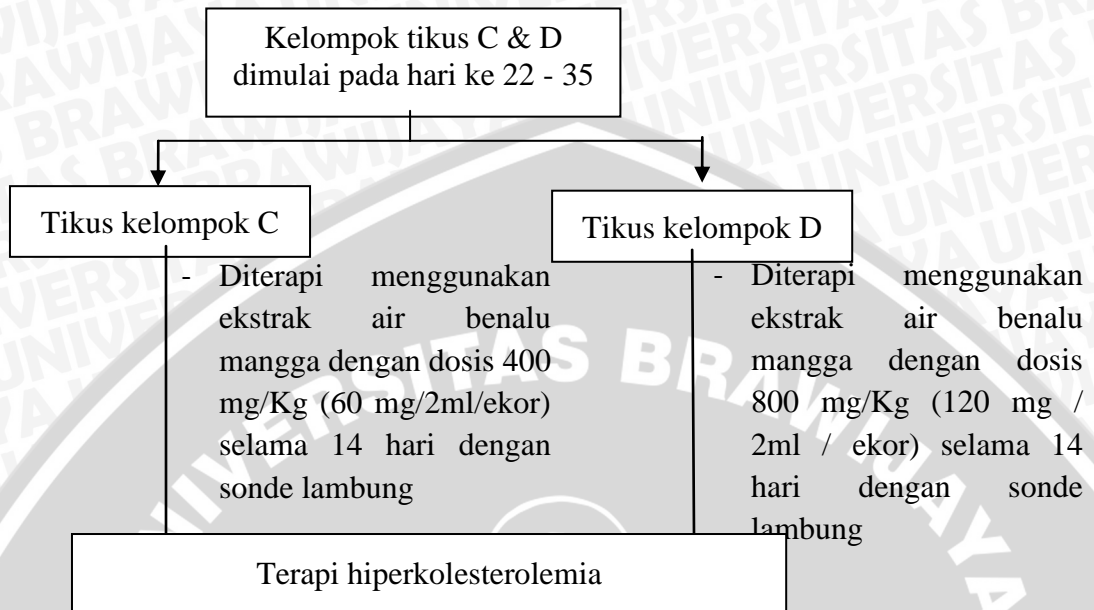 Kelompok tikus C & D
dimulai pada hari ke 22 - 35
Tikus kelompok C
- Diterapi menggunakan
ekstrak air benalu
mangga dengan dosis 400
mg/Kg (60 mg/2ml/ekor)
selama 14 hari dengan
sonde lambung
Tikus kelompok D
- Diterapi menggunakan
ekstrak air benalu
mangga dengan dosis
800 mg/Kg (120 mg /
2ml / ekor) selama 14
hari dengan sonde
lambung
Terapi hiperkolesterolemia
UNIVERSITAS BRAWIJAYA